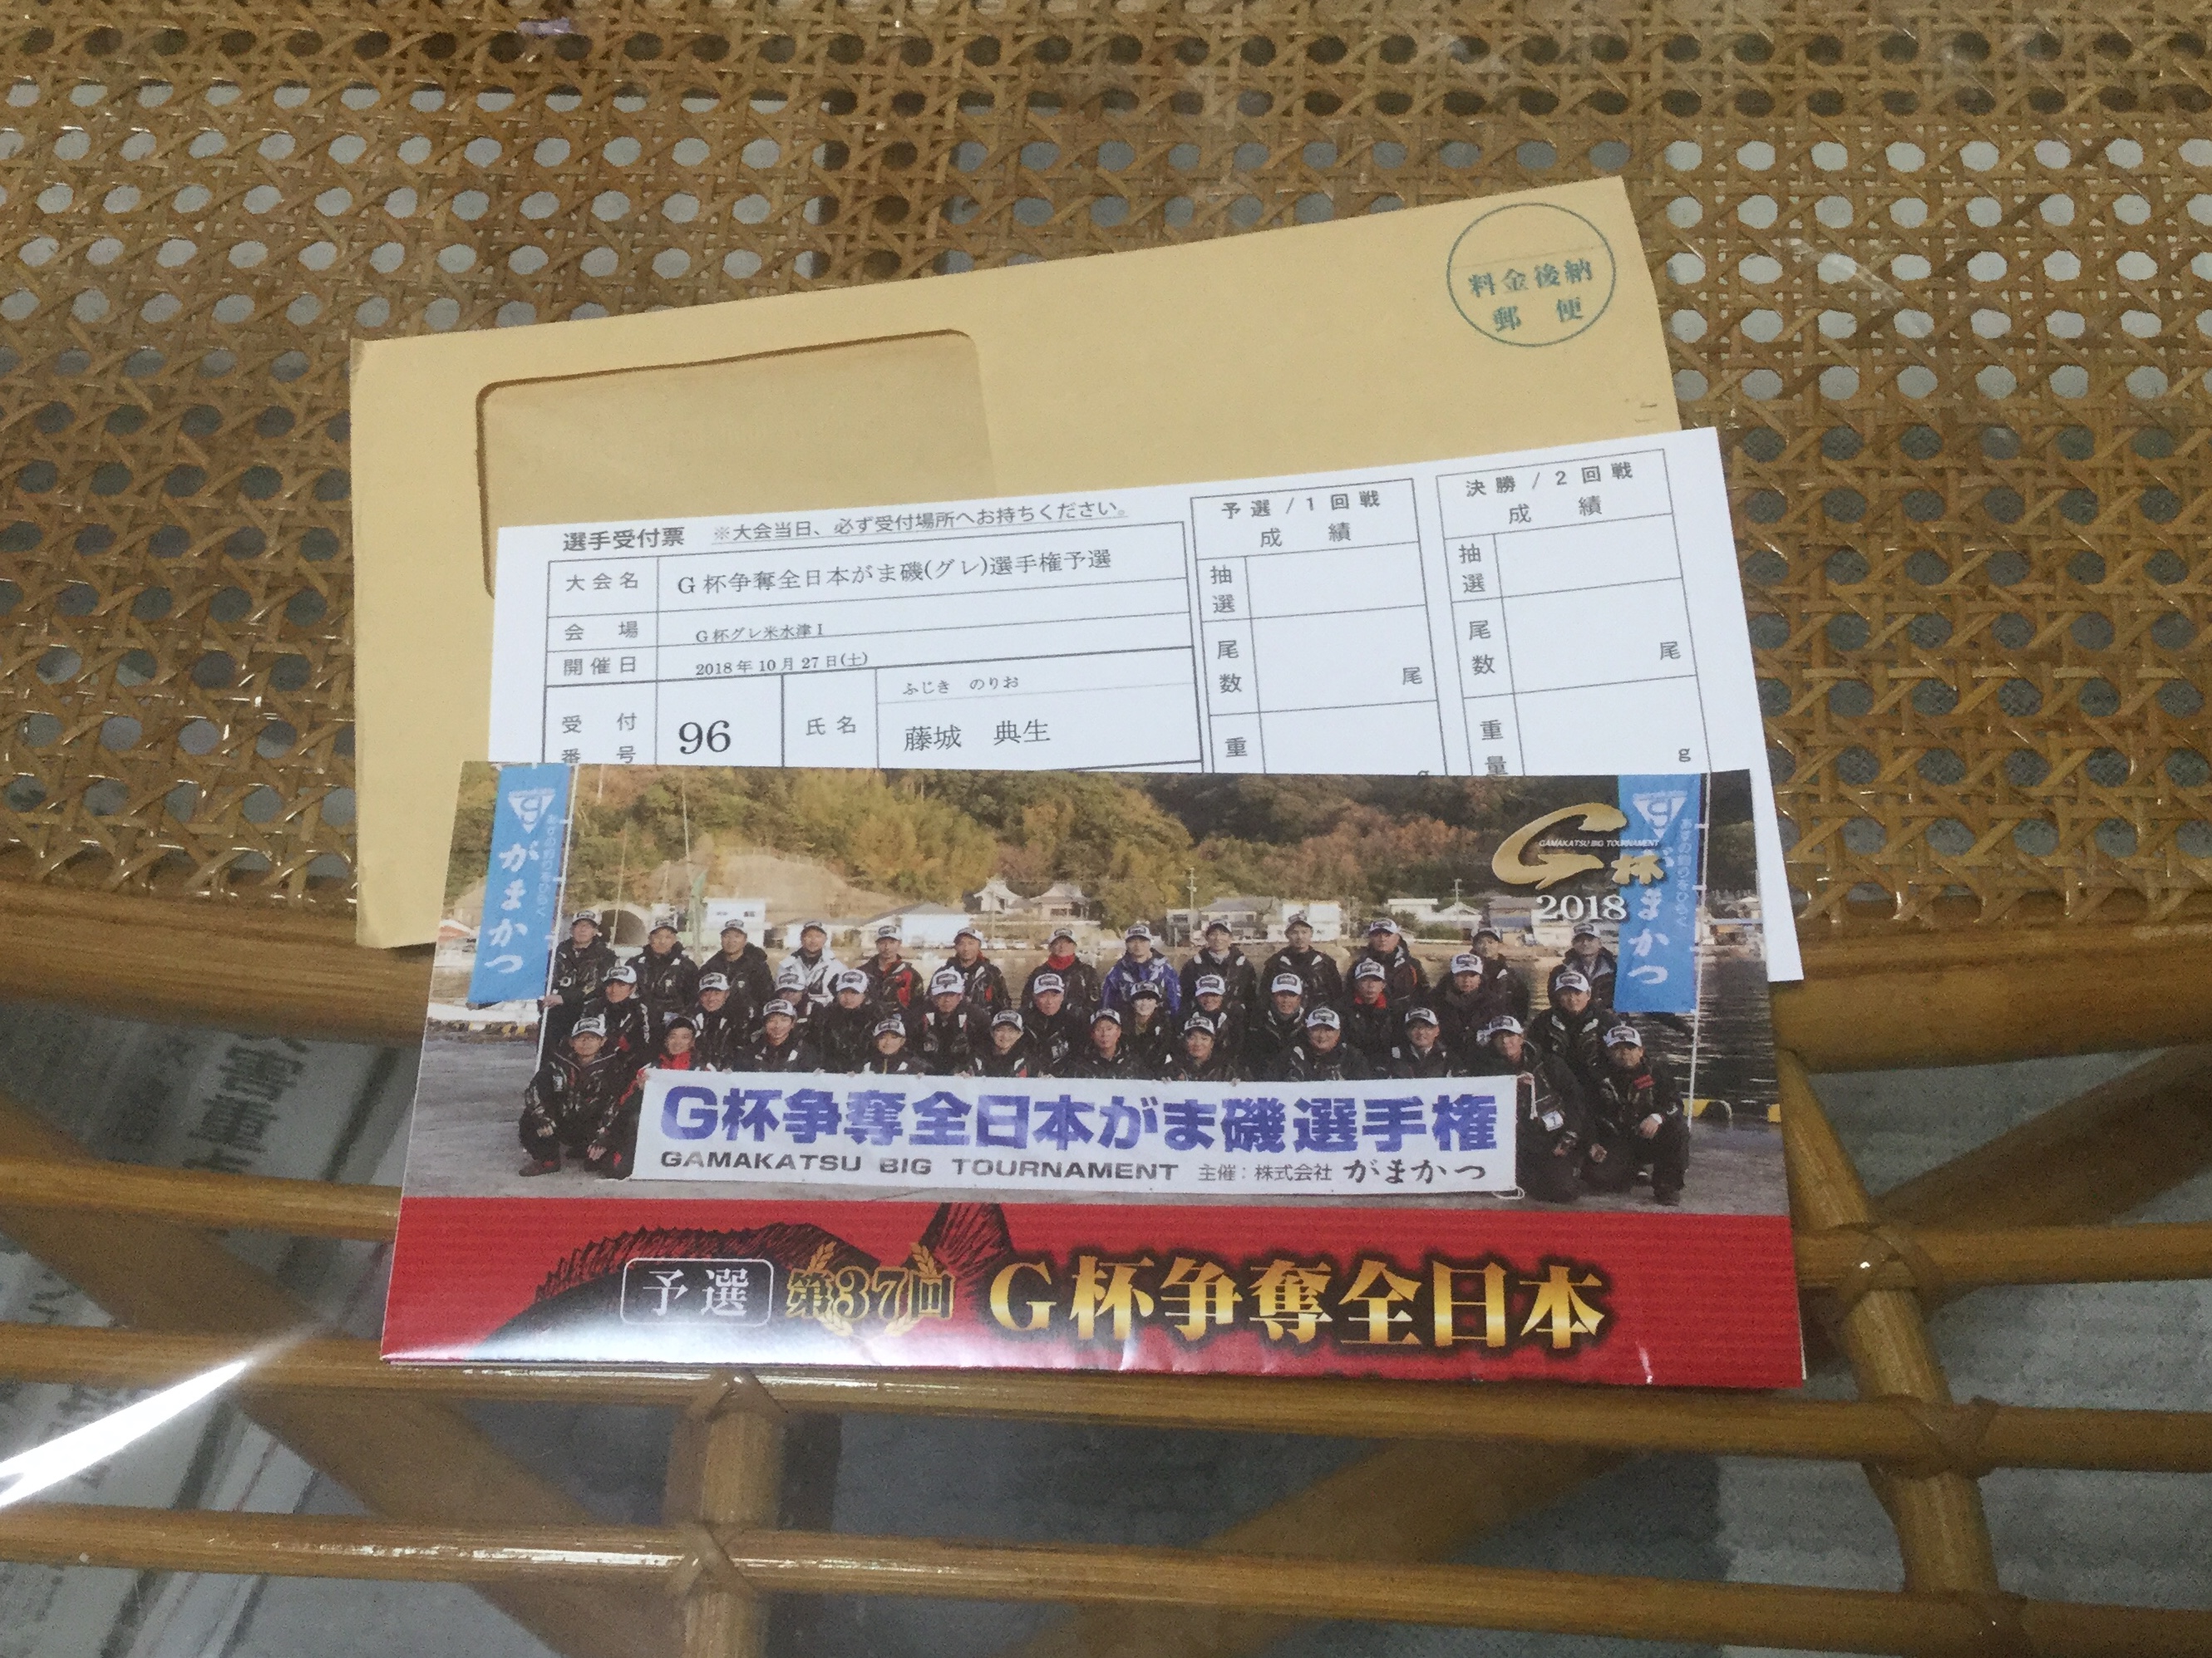 料金後納
郵便
選手受付票 ※大会当日、必ず受付場所へお持ちください。
大会名 G杯争奪全日本がま磯(グレ)選手権予選
会場 G杯グレ米水津I
開催日 2018年10月27日(土)
受付番号 96 氏名 ふじき のりお
藤城 典生
予選/1回戦
成績
抽選
尾数 尾
重 g
決勝/2回戦
成績
抽選
尾数 尾
重量 g
がまかつ
G杯
GAMAKATSU BIG TOURNAMENT
2018
がまかつ
G杯争奪全日本がま磯選手権
GAMAKATSU BIG TOURNAMENT 主催:株式会社 がまかつ
予選 第37回 G杯争奪全日本